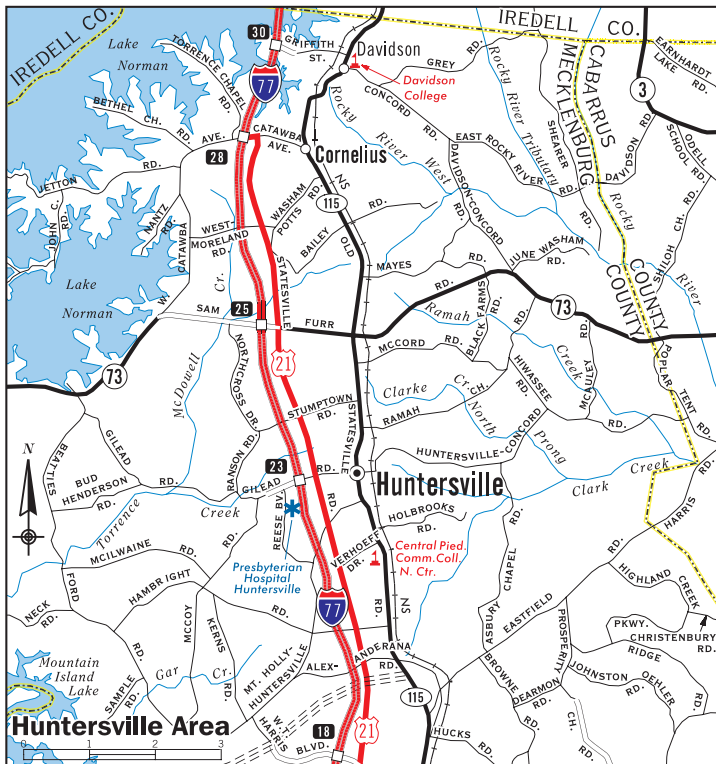 IREDELL CO.
Lake
Norman
TORRENCE CHAPEL
RD.
BETHEL CH. RD.
30
GRIFFITH
ST.
77
Davidson
Davidson
College
GREY RD.
IREDELL CO.
CABARRUS
MECKLENBURG
EARNHARDT
LAKE RD.
3
Rocky River Tributary
SHEARER
RD.
ODELL
SCHOOL RD.
CONCORD RD.
EAST ROCKY
RIVER RD.
DAVIDSON RD.
Rocky River West
DAVIDSON-CONCORD
RD.
CATAWBA
AVE.
AVE.
28
Cornelius
NS
115
JETTON
RD.
JOHN C.
RD.
NANTZ
RD.
W. CATAWBA
WEST-
MORELAND
RD.
WASHAM
POTTS RD.
BAILEY RD.
OLD
STATESVILLE
RD.
MAYES RD.
JUNE WASHAM
RD.
SHILOH CH. RD.
Rocky River
COUNTY
COUNTY
Lake
Norman
McDowell Cr.
25
SAM FURR RD.
73
73
21
Ramah Creek
BLACK FARMS
RD.
MCCORD RD.
HIWASSEE
RD.
MCAULEY
RD.
POPLAR TENT RD.
NORTHCROSS DR.
STUMPTOWN
RD.
RANSON RD.
Clarke Cr.
RAMAH CH. RD.
North Prong
Clark Creek
HUNTERSVILLE-CONCORD
RD.
N
BEATTIES
FORD
RD.
GILEAD
RD.
BUD
HENDERSON RD.
23
GILEAD RD.
Huntersville
Torrence Creek
REESE BV.
Presbyterian
Hospital
Huntersville
VERHOEFF
DR.
HOLBROOKS
RD.
Central Pied.
Comm.Coll.
N. Ctr.
HARRIS RD.
MCILWAINE RD.
HAMBRIGHT RD.
NECK RD.
MCCOY
RD.
KERNS
RD.
77
NS
ASBURY CHAPEL
RD.
EASTFIELD RD.
HIGHLAND CREEK
PKWY.
CHRISTENBURY
RD.
PROSPERITY
CH.
RD.
RIDGE RD.
JOHNSTON OEHLER
RD.
DEARMON RD.
BROWNE
RD.
Mountain
Island
Lake
Gar Cr.
SAMPLE RD.
MT. HOLLY-
HUNTERSVILLE
RD.
ALEX-
ANDERANA
RD.
115
21
HUCKS RD.
W.T.
HARRIS
BLVD.
18
Huntersville Area
0 1 2 3